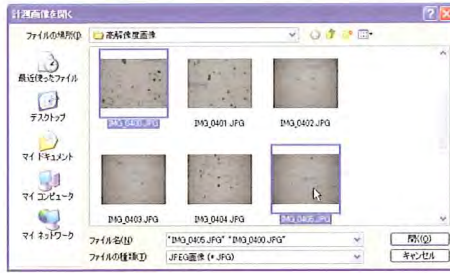 計測画像を開く
ファイルの場所(I): 高解像度画像
最近使ったファイル
デスクトップ
マイ ドキュメント
マイ コンピュータ
マイ ネットワーク
IMG_0400.JPG IMG_0401.JPG IMG_0402.JPG
IMG_0403.JPG IMG_0404.JPG IMG_0405.JPG
ファイル名(N): "IMG_0405.JPG" "IMG_0400.JPG" 開く(O)
ファイルの種類(T): JPEG画像 (*.JPG) キャンセル